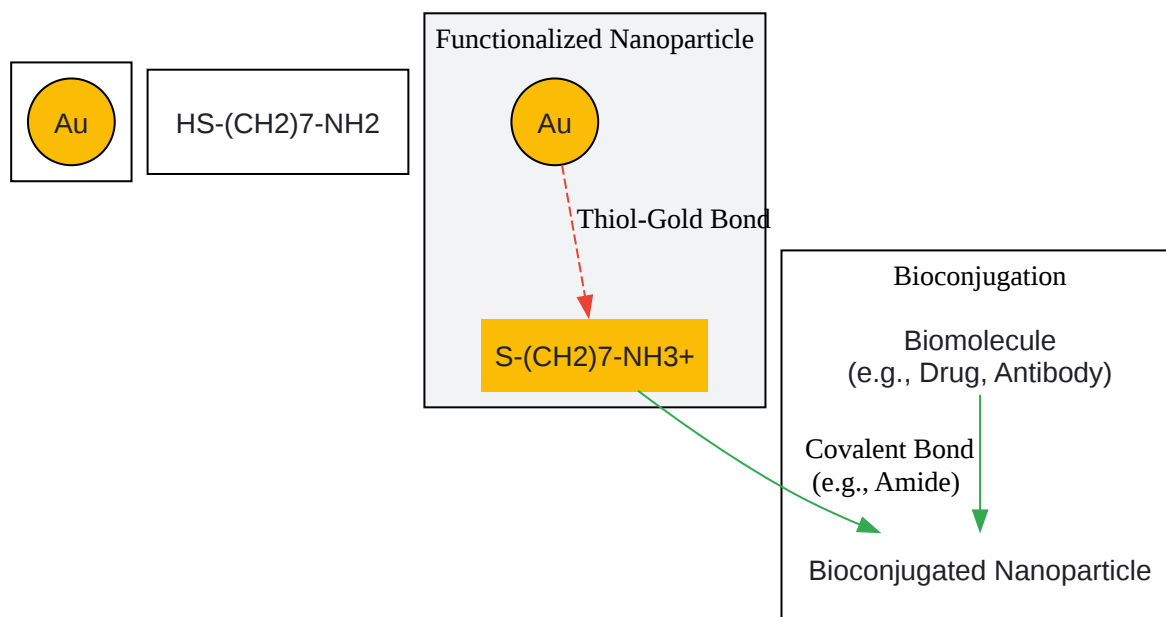 Au
HS-(CH2)7-NH2
Functionalized Nanoparticle
Au
Thiol-Gold Bond
S-(CH2)7-NH3+
Bioconjugation
Biomolecule
(e.g., Drug, Antibody)
Covalent Bond
(e.g., Amide)
Bioconjugated Nanoparticle